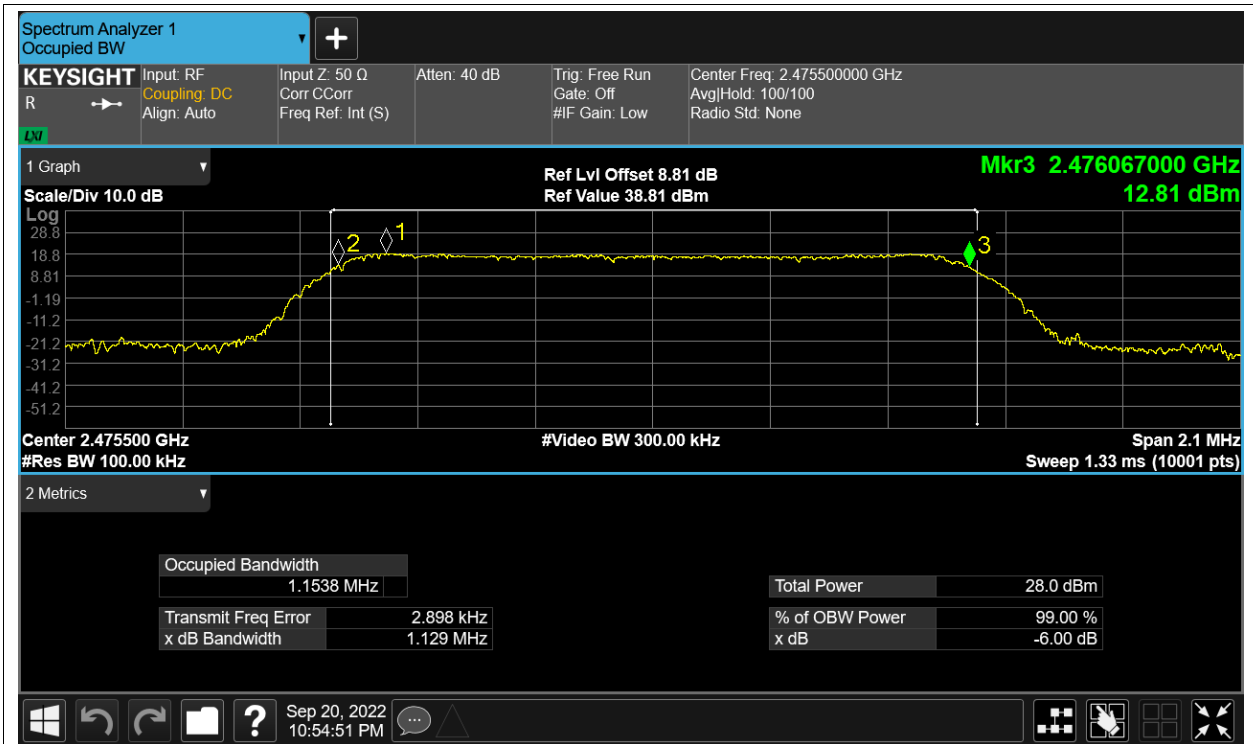 Spectrum Analyzer 1
Occupied BW
KEYSIGHT
R
LXI
Input: RF
Coupling: DC
Align: Auto
Input Z: 50 Ω
Corr CCorr
Freq Ref: Int (S)
Atten: 40 dB
Trig: Free Run
Gate: Off
#IF Gain: Low
Center Freq: 2.475500000 GHz
Avg|Hold: 100/100
Radio Std: None
1 Graph
Scale/Div 10.0 dB
Ref Lvl Offset 8.81 dB
Ref Value 38.81 dBm
Mkr3 2.476067000 GHz
12.81 dBm
Log
28.8
18.8
8.81
-1.19
-11.2
-21.2
-31.2
-41.2
-51.2
2
1
3
Center 2.475500 GHz
#Video BW 300.00 kHz
Span 2.1 MHz
#Res BW 100.00 kHz
Sweep 1.33 ms (10001 pts)
2 Metrics
Occupied Bandwidth
1.1538 MHz
Transmit Freq Error 2.898 kHz
x dB Bandwidth 1.129 MHz
Total Power 28.0 dBm
% of OBW Power 99.00 %
x dB -6.00 dB
Sep 20, 2022
10:54:51 PM